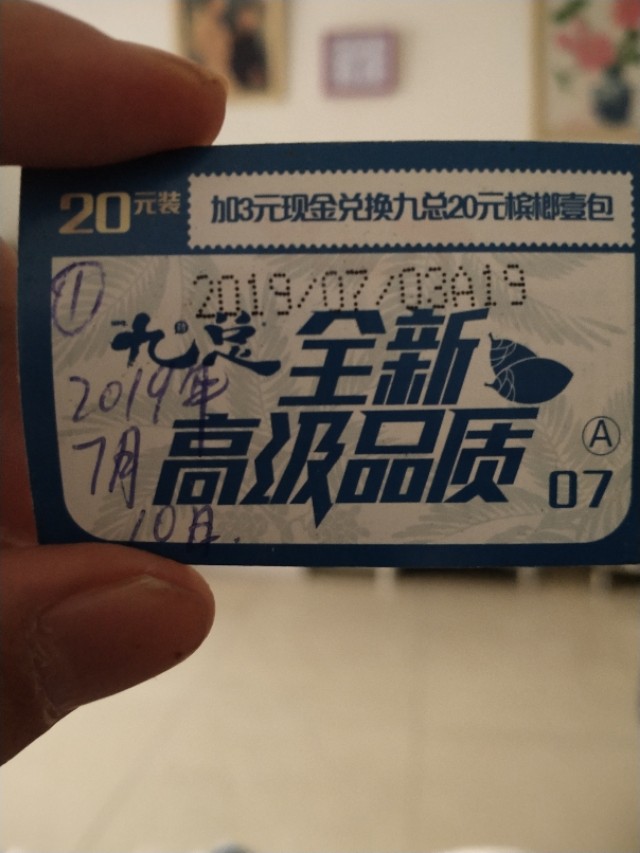 20元装
加3元现金兑换九总20元槟榔壹包
①
2019/07/03A19
九总 全新
2019年
高级品质
7月
Ⓐ
07
10日.